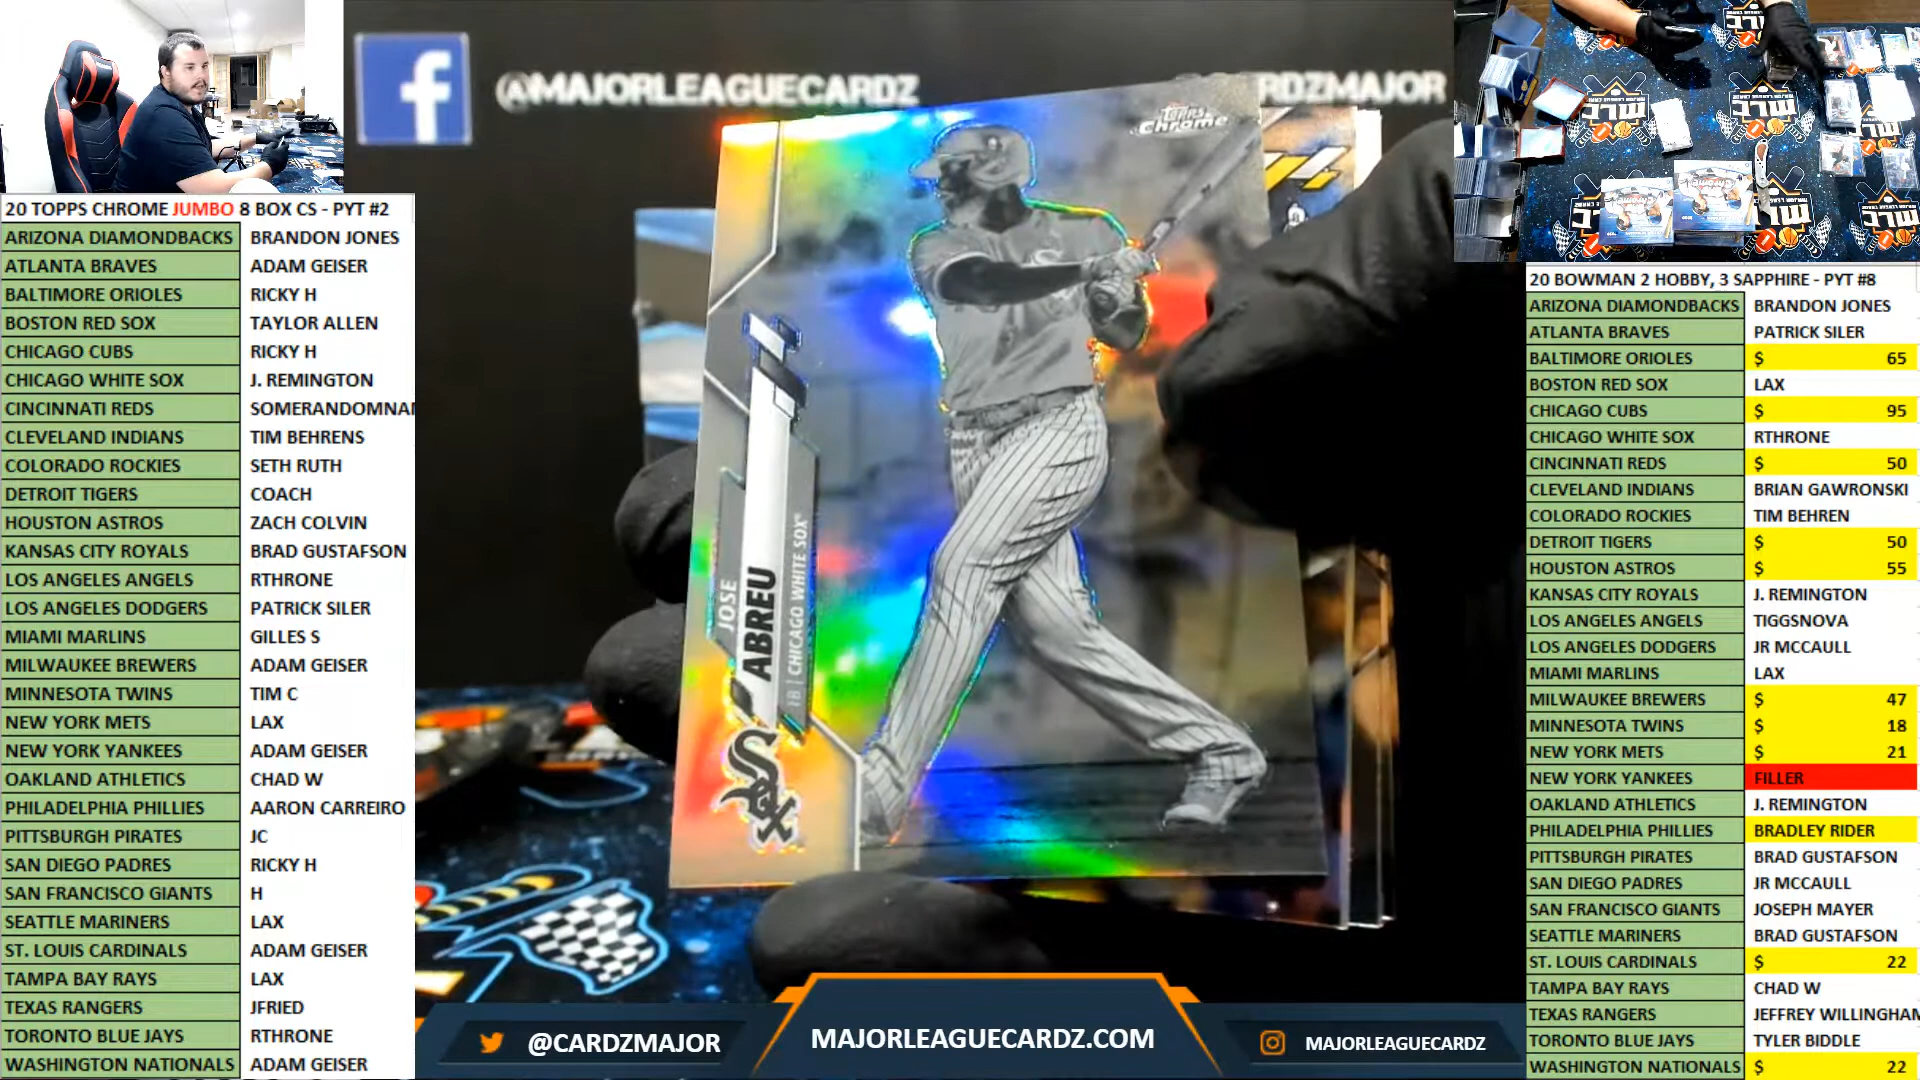 @MAJORLEAGUECARDZ
RDZMAJOR
20 TOPPS CHROME JUMBO 8 BOX CS - PYT #2
ARIZONA DIAMONDBACKS BRANDON JONES
ATLANTA BRAVES ADAM GEISER
BALTIMORE ORIOLES RICKY H
BOSTON RED SOX TAYLOR ALLEN
CHICAGO CUBS RICKY H
CHICAGO WHITE SOX J. REMINGTON
CINCINNATI REDS SOMERANDOMNA
CLEVELAND INDIANS TIM BEHRENS
COLORADO ROCKIES SETH RUTH
DETROIT TIGERS COACH
HOUSTON ASTROS ZACH COLVIN
KANSAS CITY ROYALS BRAD GUSTAFSON
LOS ANGELES ANGELS RTHRONE
LOS ANGELES DODGERS PATRICK SILER
MIAMI MARLINS GILLES S
MILWAUKEE BREWERS ADAM GEISER
MINNESOTA TWINS TIM C
NEW YORK METS LAX
NEW YORK YANKEES ADAM GEISER
OAKLAND ATHLETICS CHAD W
PHILADELPHIA PHILLIES AARON CARREIRO
PITTSBURGH PIRATES JC
SAN DIEGO PADRES RICKY H
SAN FRANCISCO GIANTS H
SEATTLE MARINERS LAX
ST. LOUIS CARDINALS ADAM GEISER
TAMPA BAY RAYS LAX
TEXAS RANGERS JFRIED
TORONTO BLUE JAYS RTHRONE
WASHINGTON NATIONALS ADAM GEISER
TOPPS
Chrome
JOSE
ABREU
1B | CHICAGO WHITE SOX
SOX
20 BOWMAN 2 HOBBY, 3 SAPPHIRE - PYT #8
ARIZONA DIAMONDBACKS BRANDON JONES
ATLANTA BRAVES PATRICK SILER
BALTIMORE ORIOLES $ 65
BOSTON RED SOX LAX
CHICAGO CUBS $ 95
CHICAGO WHITE SOX RTHRONE
CINCINNATI REDS $ 50
CLEVELAND INDIANS BRIAN GAWRONSKI
COLORADO ROCKIES TIM BEHREN
DETROIT TIGERS $ 50
HOUSTON ASTROS $ 55
KANSAS CITY ROYALS J. REMINGTON
LOS ANGELES ANGELS TIGGSNOVA
LOS ANGELES DODGERS JR MCCAULL
MIAMI MARLINS LAX
MILWAUKEE BREWERS $ 47
MINNESOTA TWINS $ 18
NEW YORK METS $ 21
NEW YORK YANKEES FILLER
OAKLAND ATHLETICS J. REMINGTON
PHILADELPHIA PHILLIES BRADLEY RIDER
PITTSBURGH PIRATES BRAD GUSTAFSON
SAN DIEGO PADRES JR MCCAULL
SAN FRANCISCO GIANTS JOSEPH MAYER
SEATTLE MARINERS BRAD GUSTAFSON
ST. LOUIS CARDINALS $ 22
TAMPA BAY RAYS CHAD W
TEXAS RANGERS JEFFREY WILLINGHAM
TORONTO BLUE JAYS TYLER BIDDLE
WASHINGTON NATIONALS $ 22
@CARDZMAJOR
MAJORLEAGUECARDZ.COM
MAJORLEAGUECARDZ